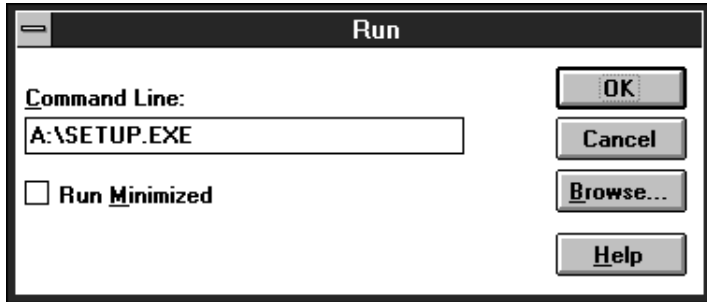 Run
Command Line:
A:\SETUP.EXE
Run Minimized
OK
Cancel
Browse...
Help